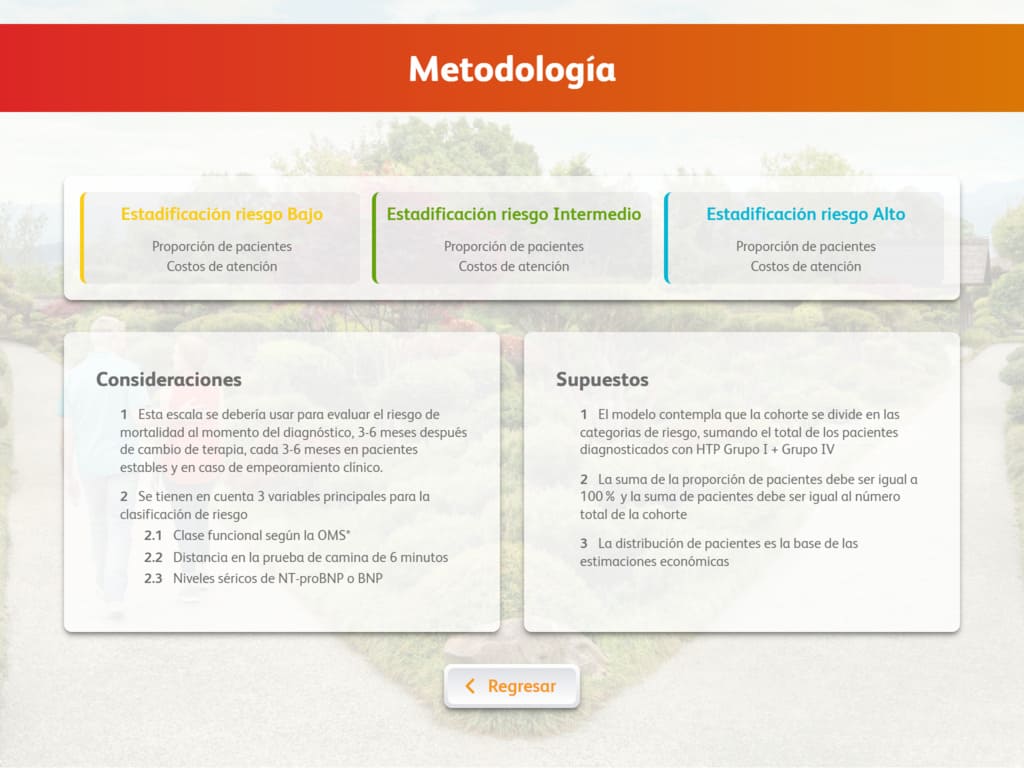 Metodología
Estadificación riesgo Bajo
Proporción de pacientes
Costos de atención
Estadificación riesgo Intermedio
Proporción de pacientes
Costos de atención
Estadificación riesgo Alto
Proporción de pacientes
Costos de atención
Consideraciones
1 Esta escala se debería usar para evaluar el riesgo de
mortalidad al momento del diagnóstico, 3-6 meses después
de cambio de terapia, cada 3-6 meses en pacientes
estables y en caso de empeoramiento clínico.
2 Se tienen en cuenta 3 variables principales para la
clasificación de riesgo
2.1 Clase funcional según la OMS*
2.2 Distancia en la prueba de camina de 6 minutos
2.3 Niveles séricos de NT-proBNP o BNP
Supuestos
1 El modelo contempla que la cohorte se divide en las
categorias de riesgo, sumando el total de los pacientes
diagnosticados con HTP Grupo I + Grupo IV
2 La suma de la proporción de pacientes debe ser igual a
100% y la suma de pacientes debe ser igual al número
total de la cohorte
3 La distribución de pacientes es la base de las
estimaciones económicas
Regresar